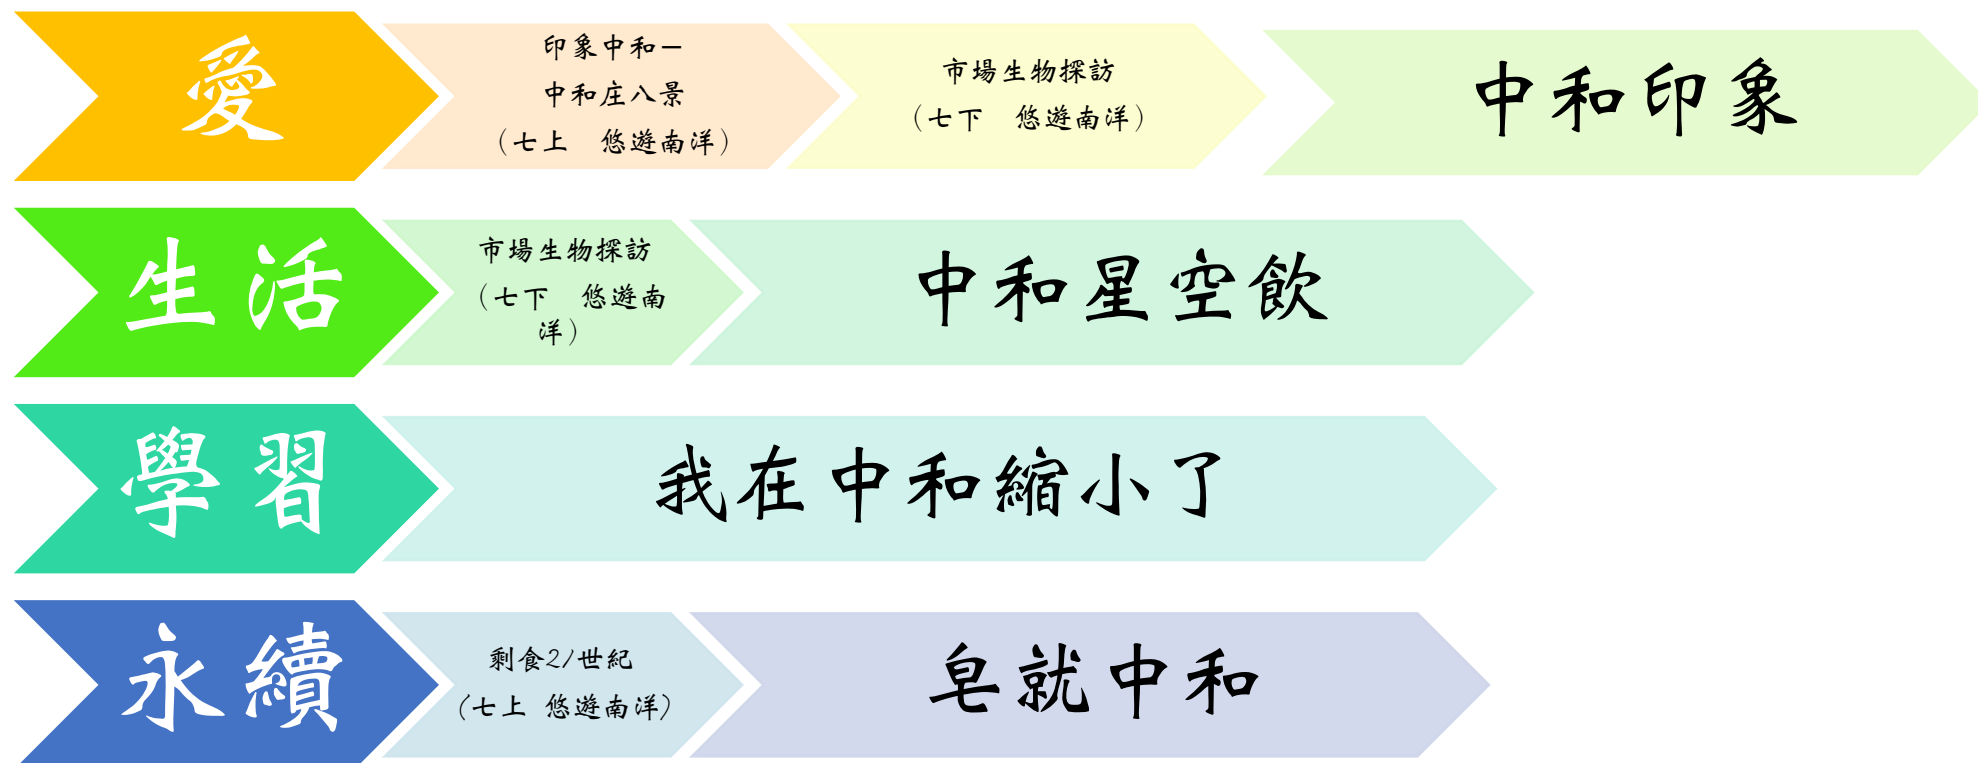 愛
印象中和－
中和庄八景
（七上　悠遊南洋）
市場生物探訪
（七下　悠遊南洋）
中和印象
生活
市場生物探訪
（七下　悠遊南
洋）
中和星空飲
學習
我在中和縮小了
永續
剩食21世紀
(七上 悠遊南洋)
皂就中和